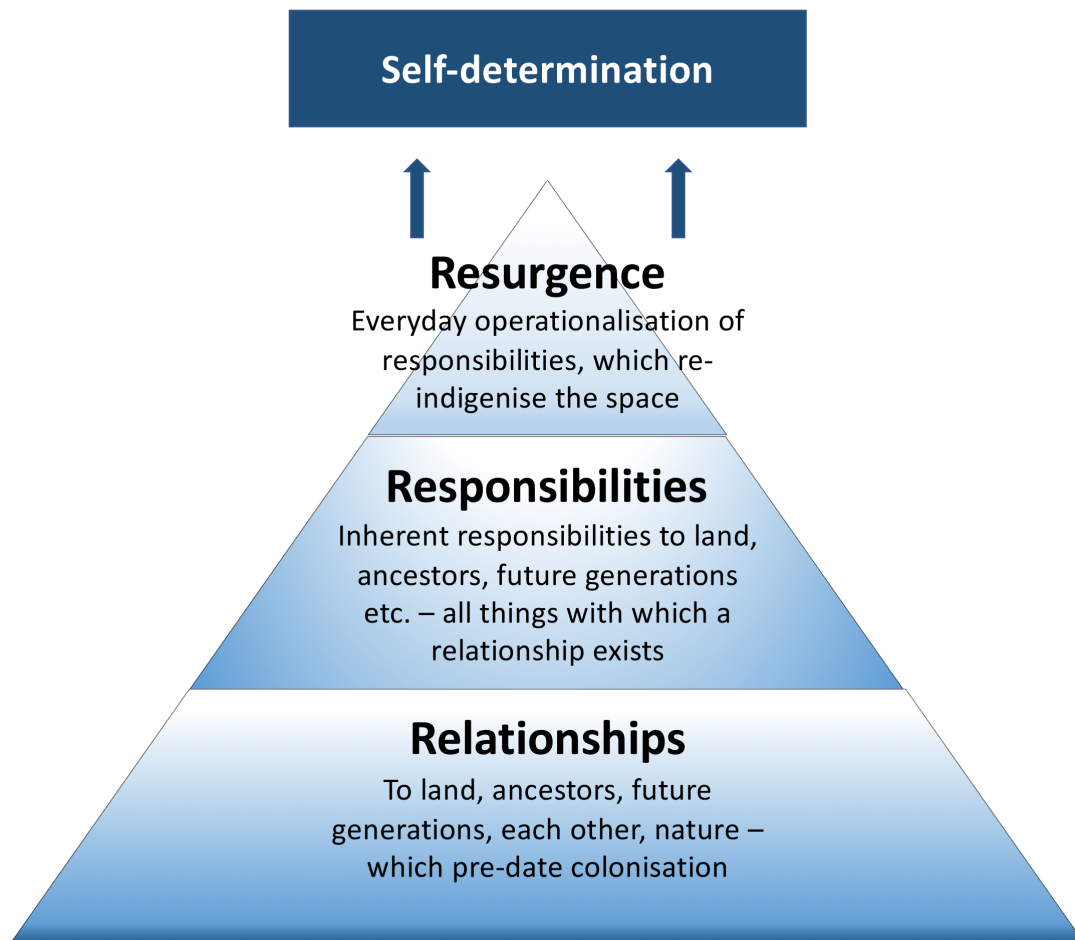 Self-determination
Resurgence
Everyday operationalisation of
responsibilities, which re-
indigenise the space
Responsibilities
Inherent responsibilities to land,
ancestors, future generations
etc. – all things with which a
relationship exists
Relationships
To land, ancestors, future
generations, each other, nature –
which pre-date colonisation